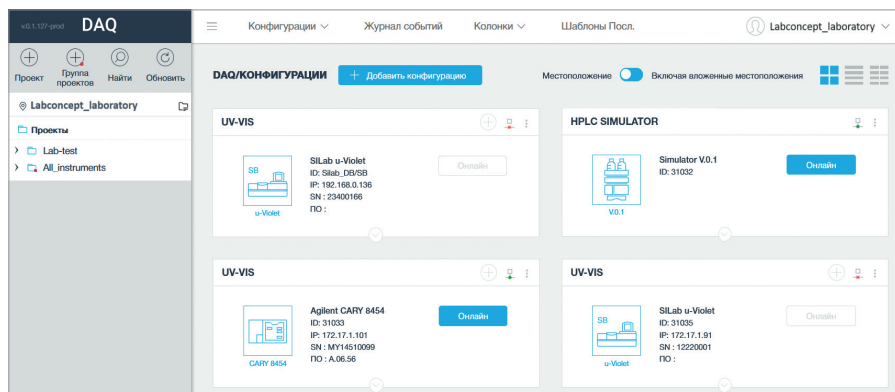 v.0.1.127-prod DAQ
Конфигурации Журнал событий Колонки Шаблоны Посл. Labconcept_laboratory
Проект Группа проектов Найти Обновить
Labconcept_laboratory
Проекты
Lab-test
All_instruments
DAQ/КОНФИГУРАЦИИ + Добавить конфигурацию Местоположение Включая вложенные местоположения
UV-VIS
SB
u-Violet
SILab u-Violet
ID: Silab_DB/SB
IP: 192.168.0.136
SN : 23400166
ПО :
Онлайн
HPLC SIMULATOR
V.0.1
Simulator V.0.1
ID: 31032
Онлайн
UV-VIS
CARY 8454
Agilent CARY 8454
ID: 31033
IP: 172.17.1.101
SN : MY14510099
ПО : A.06.56
Онлайн
UV-VIS
SB
u-Violet
SILab u-Violet
ID: 31035
IP: 172.17.1.91
SN : 12220001
ПО :
Онлайн